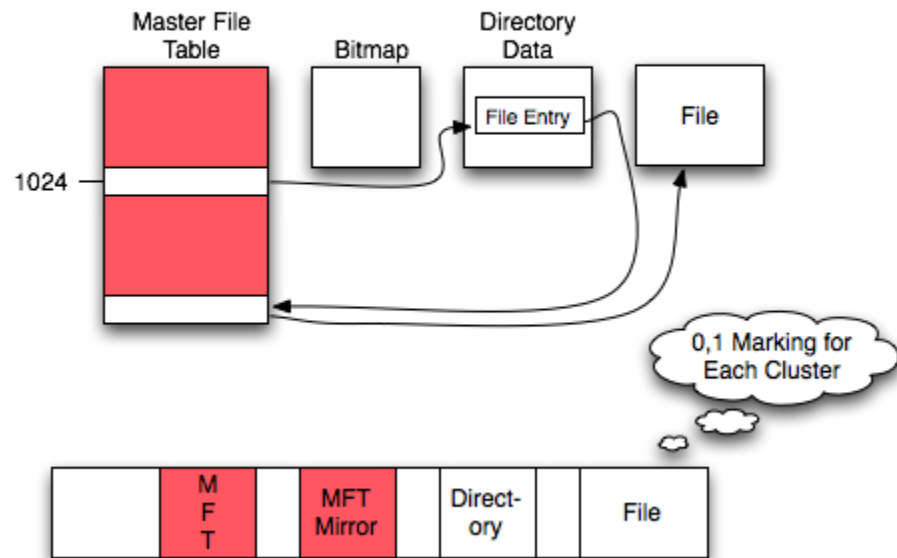 Master File
Table
Bitmap
Directory
Data
File Entry
File
1024
0,1 Marking for
Each Cluster
M
F
T
MFT
Mirror
Direct-
ory
File